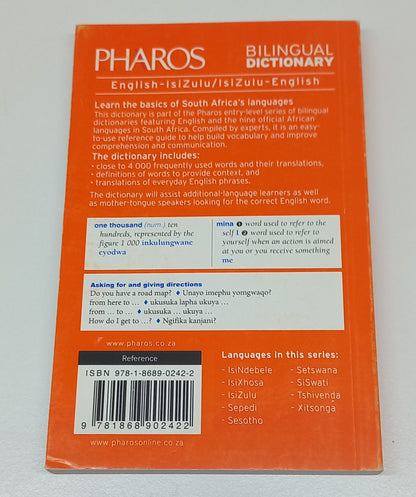 PHAROS
BILINGUAL
DICTIONARY
English-IsiZulu/IsiZulu-English
Learn the basics of South Africa's languages
This dictionary is part of the Pharos entry-level series of bilingual
dictionaries featuring English and the nine official African
languages in South Africa. Compiled by experts, it is an easy-
to-use reference guide to help build vocabulary and improve
comprehension and communication.
The dictionary includes:
• close to 4 000 frequently used words and their translations,
• definitions of words to provide context, and
• translations of everyday English phrases.
The dictionary will assist additional-language learners as well
as mother-tongue speakers looking for the correct English word.
one thousand (num.) ten
hundreds, represented by the
figure 1 000 inkulungwane
eyodwa
mina ❶ word used to refer to the
self I ❷ word used to refer to
yourself when an action is aimed
at you or you receive something
me
Asking for and giving directions
Do you have a road map? ♦ Unayo imephu yomgwaqo?
from here to ... ♦ ukusuka lapha ukuya ...
from ... to ... ♦ ukusuka ... ukuya ...
How do I get to ...? ♦ Ngifika kanjani?
www.pharos.co.za
Reference
ISBN 978-1-8689-0242-2
9 781868 902422
www.pharosonline.co.za
Languages in this series:
- IsiNdebele
- IsiXhosa
- IsiZulu
- Sepedi
- Sesotho
- Setswana
- SiSwati
- Tshivenda
- Xitsonga